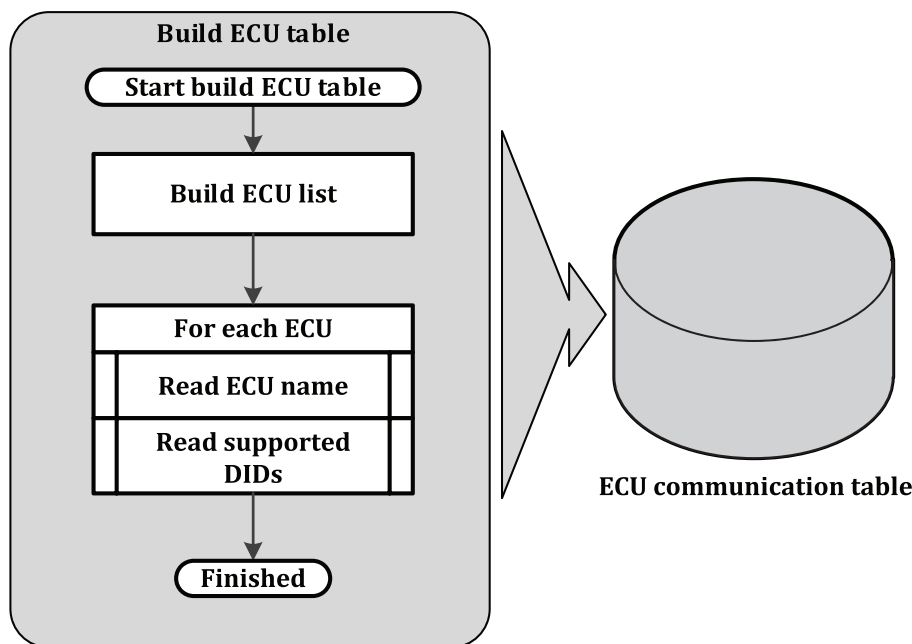 Build ECU table
Start build ECU table
Build ECU list
For each ECU
Read ECU name
Read supported
DIDs
Finished
ECU communication table